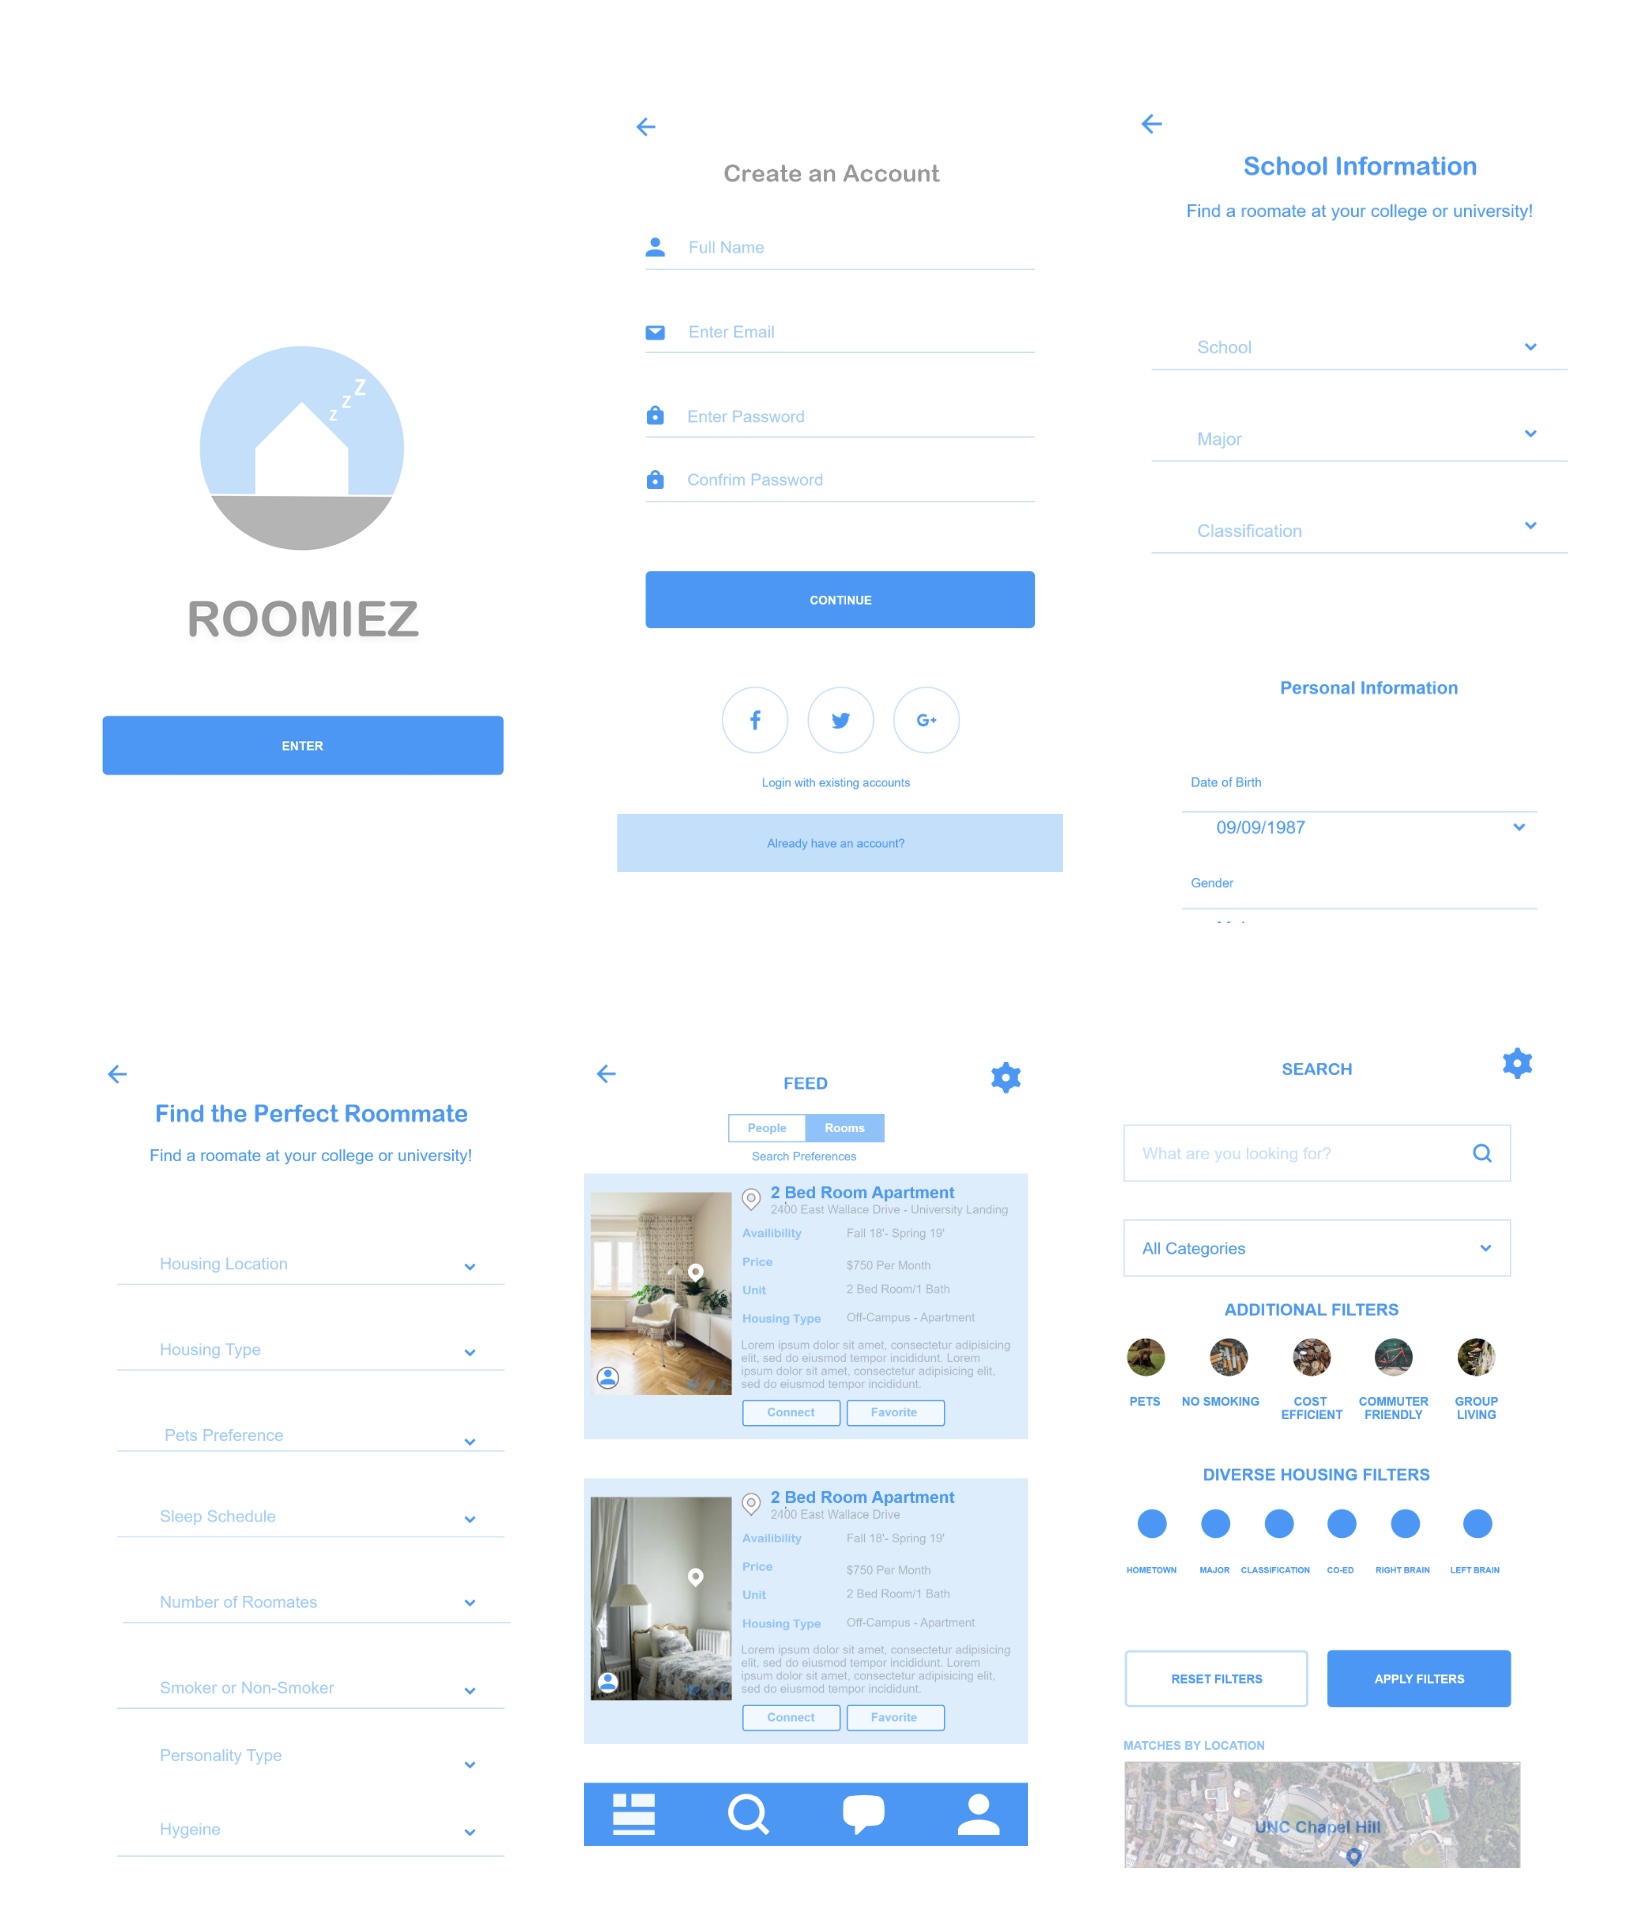 z
z
Z
ROOMIEZ
ENTER
Create an Account
Full Name
Enter Email
Enter Password
Confrim Password
CONTINUE
f
G+
Login with existing accounts
Already have an account?
School Information
Find a roomate at your college or university!
School
Major
Classification
Personal Information
Date of Birth
09/09/1987
Gender
Find the Perfect Roommate
Find a roomate at your college or university!
Housing Location
Housing Type
Pets Preference
Sleep Schedule
Number of Roomates
Smoker or Non-Smoker
Personality Type
Hygeine
FEED
People Rooms
Search Preferences
2 Bed Room Apartment
2400 East Wallace Drive - University Landing
Availibility Fall 18'- Spring 19'
Price $750 Per Month
Unit 2 Bed Room/1 Bath
Housing Type Off-Campus - Apartment
Lorem ipsum dolor sit amet, consectetur adipisicing
elit, sed do eiusmod tempor incididunt. Lorem
ipsum dolor sit amet, consectetur adipisicing elit,
sed do eiusmod tempor incididunt.
Connect Favorite
2 Bed Room Apartment
2400 East Wallace Drive
Availibility Fall 18'- Spring 19'
Price $750 Per Month
Unit 2 Bed Room/1 Bath
Housing Type Off-Campus - Apartment
Lorem ipsum dolor sit amet, consectetur adipisicing
elit, sed do eiusmod tempor incididunt. Lorem
ipsum dolor sit amet, consectetur adipisicing elit,
sed do eiusmod tempor incididunt.
Connect Favorite
SEARCH
What are you looking for?
All Categories
ADDITIONAL FILTERS
PETS NO SMOKING COST COMMUTER GROUP
EFFICIENT FRIENDLY LIVING
DIVERSE HOUSING FILTERS
HOMETOWN MAJOR CLASSIFICATION CO-ED RIGHT BRAIN LEFT BRAIN
RESET FILTERS APPLY FILTERS
MATCHES BY LOCATION
UNC Chapel Hill